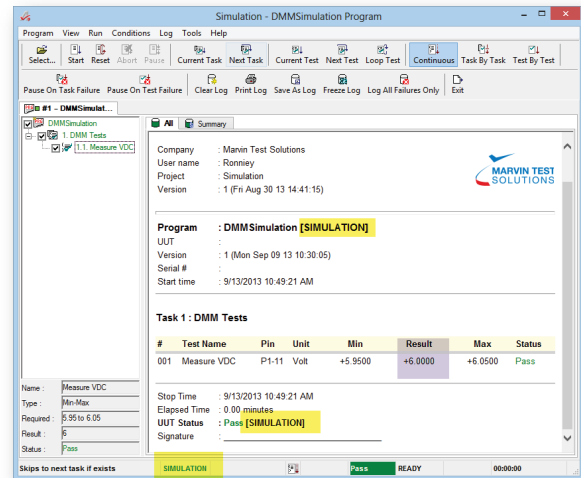 Simulation - DMMSimulation Program
Program View Run Conditions Log Tools Help
Select... Start Reset Abort Pause Current Task Next Task Current Test Next Test Loop Test Continuous Task By Task Test By Test
Pause On Task Failure Pause On Test Failure Clear Log Print Log Save As Log Freeze Log Log All Failures Only Exit
#1 - DMMSimulat...
DMMSimulation
1. DMM Tests
1.1. Measure VDC
All Summary
Company : Marvin Test Solutions
User name : Ronniey
Project : Simulation
Version : 1 (Fri Aug 30 13 14:41:15)
MARVIN TEST
SOLUTIONS
Program : DMMSimulation [SIMULATION]
UUT :
Version : 1 (Mon Sep 09 13 10:30:05)
Serial # :
Start time : 9/13/2013 10:49:21 AM
Task 1 : DMM Tests
# Test Name Pin Unit Min Result Max Status
001 Measure VDC P1-11 Volt +5.9500 +6.0000 +6.0500 Pass
Stop Time : 9/13/2013 10:49:21 AM
Elapsed Time : 0.00 minutes
UUT Status : Pass [SIMULATION]
Signature :
Name : Measure VDC
Type : Min-Max
Required : 5.95 to 6.05
Result : 6
Status : Pass
Skips to next task if exists SIMULATION Pass READY 00:00:00